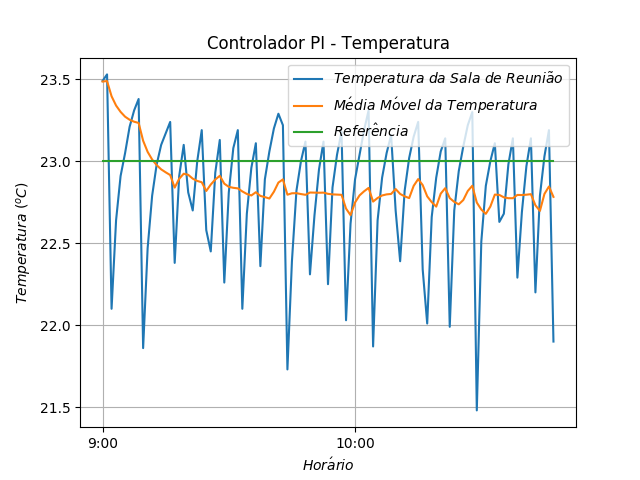 Controlador PI - Temperatura
Temperatura da Sala de Reunião
Média Móvel da Temperatura
Referência
Temperatura (ºC)
23.5
23.0
22.5
22.0
21.5
9:00
10:00
Horário